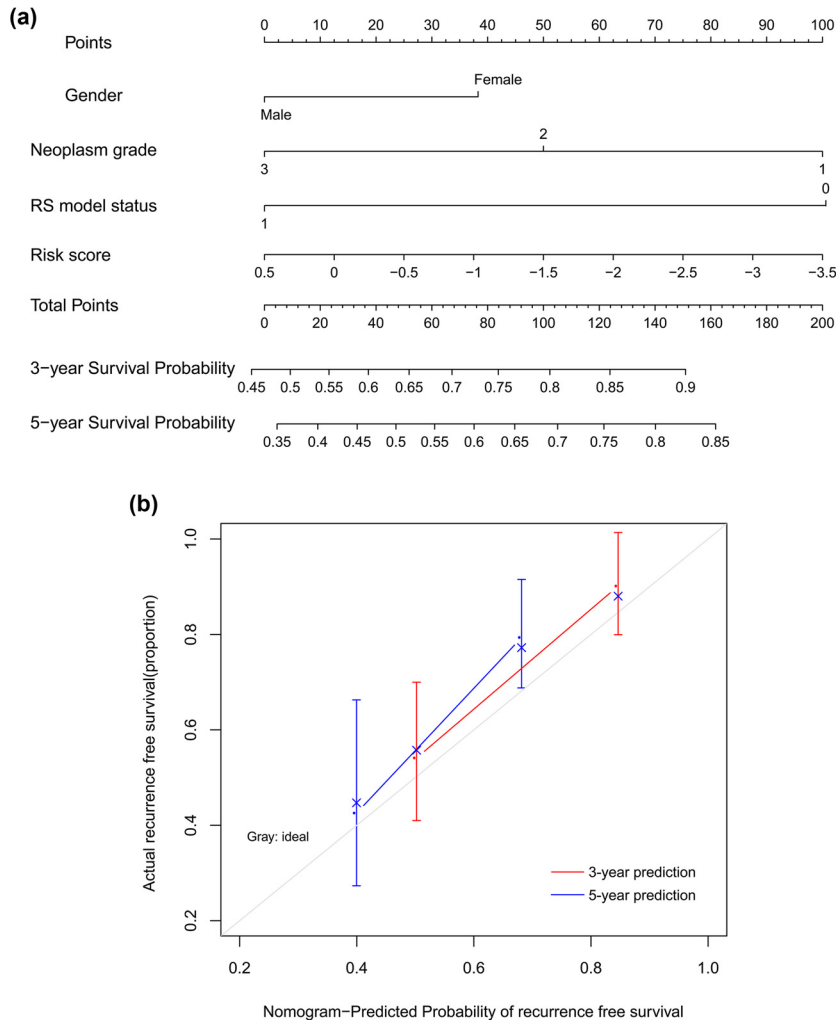 (a)
Points
0 10 20 30 40 50 60 70 80 90 100
Gender
Female
Male
Neoplasm grade
2
3 1
RS model status
0
1
Risk score
0.5 0 −0.5 −1 −1.5 −2 −2.5 −3 −3.5
Total Points
0 20 40 60 80 100 120 140 160 180 200
3−year Survival Probability
0.45 0.5 0.55 0.6 0.65 0.7 0.75 0.8 0.85 0.9
5−year Survival Probability
0.35 0.4 0.45 0.5 0.55 0.6 0.65 0.7 0.75 0.8 0.85
(b)
Actual recurrence free survival(proportion)
1.0
0.8
0.6
0.4
0.2
Gray: ideal
3-year prediction
5-year prediction
0.2 0.4 0.6 0.8 1.0
Nomogram−Predicted Probability of recurrence free survival